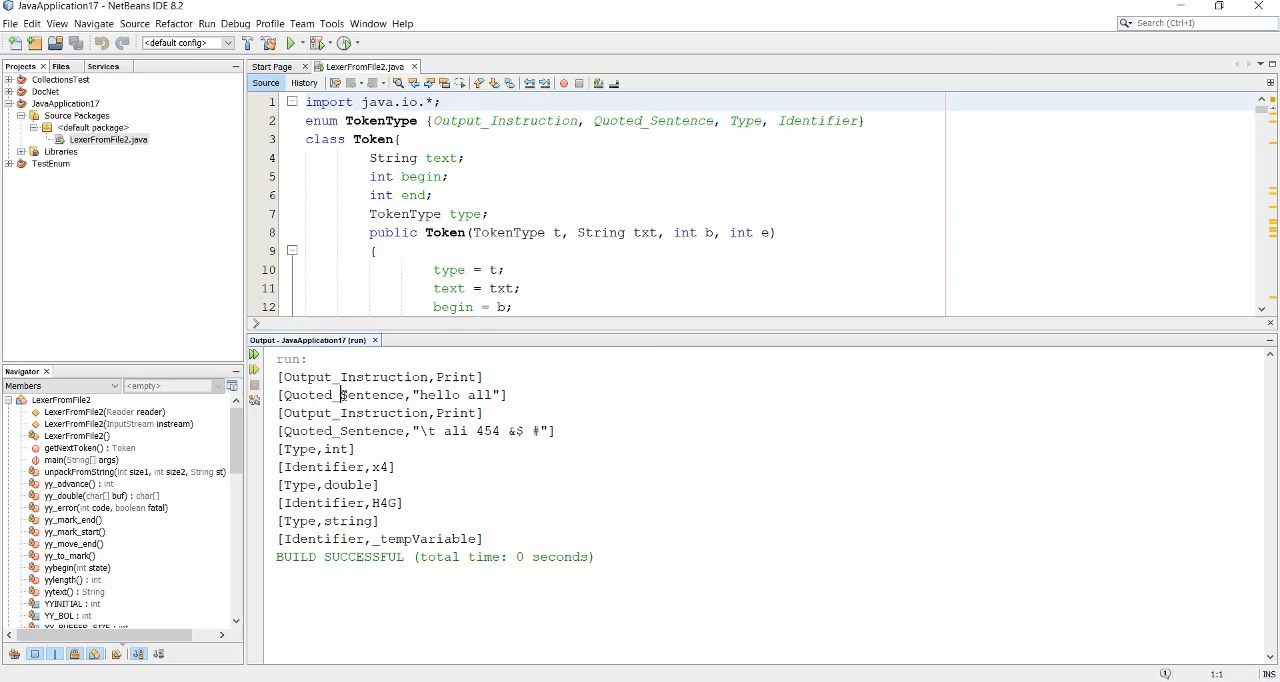 JavaApplication17 - NetBeans IDE 8.2
File Edit View Navigate Source Refactor Run Debug Profile Team Tools Window Help
Search (Ctrl+I)
<default config>
Projects Files Services
CollectionsTest
DocNet
JavaApplication17
Source Packages
<default package>
LexerFromFile2.java
Libraries
TestEnum
Start Page LexerFromFile2.java
Source History
1 import java.io.*;
2 enum TokenType {Output_Instruction, Quoted_Sentence, Type, Identifier}
3 class Token{
4 String text;
5 int begin;
6 int end;
7 TokenType type;
8 public Token(TokenType t, String txt, int b, int e)
9 {
10 type = t;
11 text = txt;
12 begin = b;
Navigator
Members <empty>
LexerFromFile2
LexerFromFile2(Reader reader)
LexerFromFile2(InputStream instream)
LexerFromFile2()
getNextToken() : Token
main(String[] args)
unpackFromString(int size1, int size2, String st)
yy_advance() : int
yy_double(char[] buf) : char[]
yy_error(int code, boolean fatal)
yy_mark_end()
yy_mark_start()
yy_move_end()
yy_to_mark()
yybegin(int state)
yylength() : int
yytext() : String
YYINITIAL : int
YY_BOL : int
YY_BUFFER_SIZE : int
Output - JavaApplication17 (run)
run:
[Output_Instruction,Print]
[Quoted_Sentence,"hello all"]
[Output_Instruction,Print]
[Quoted_Sentence,"\t ali 454 &$ #"]
[Type,int]
[Identifier,x4]
[Type,double]
[Identifier,H4G]
[Type,string]
[Identifier,_tempVariable]
BUILD SUCCESSFUL (total time: 0 seconds)
1:1 INS